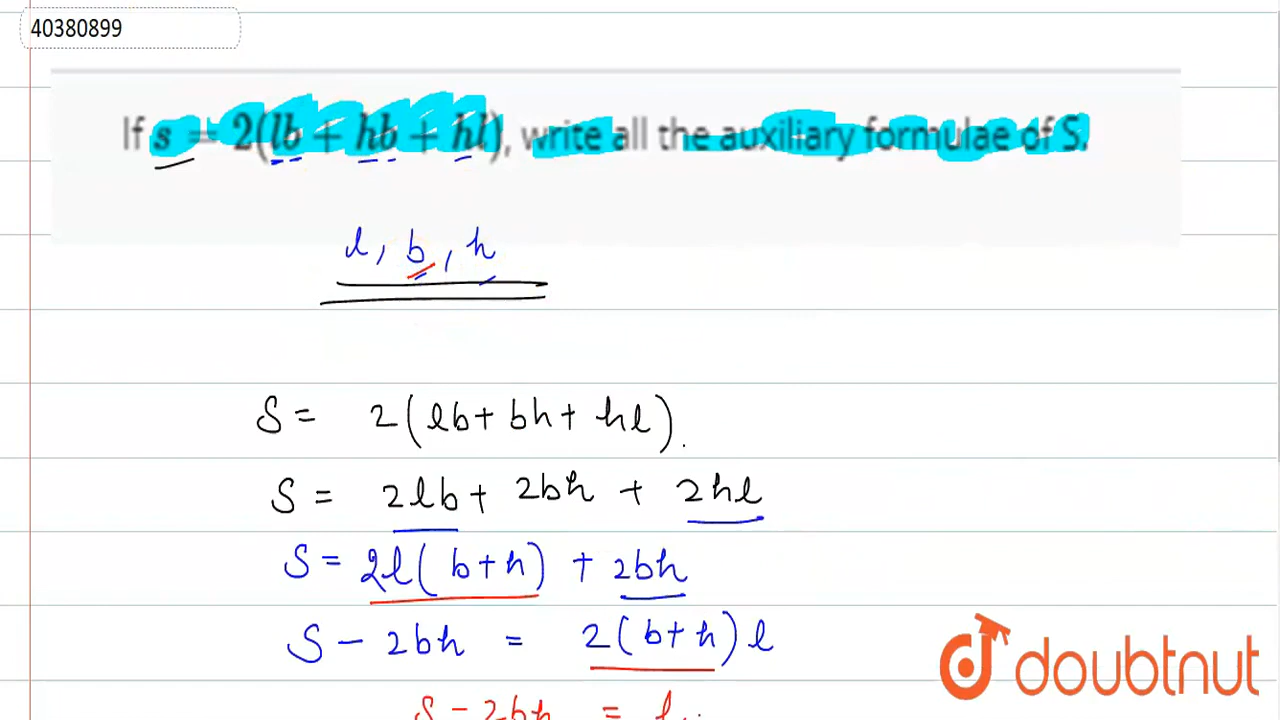 40380899
If s = 2(lb + hb + hl), write all the auxiliary formulae of S.
l, b, h
S = 2(lb + bh + hl).
S = 2lb + 2bh + 2hl
S = 2l(b+h) + 2bh
S - 2bh = 2(b+h)l
doubtnut
S - 2bh = l